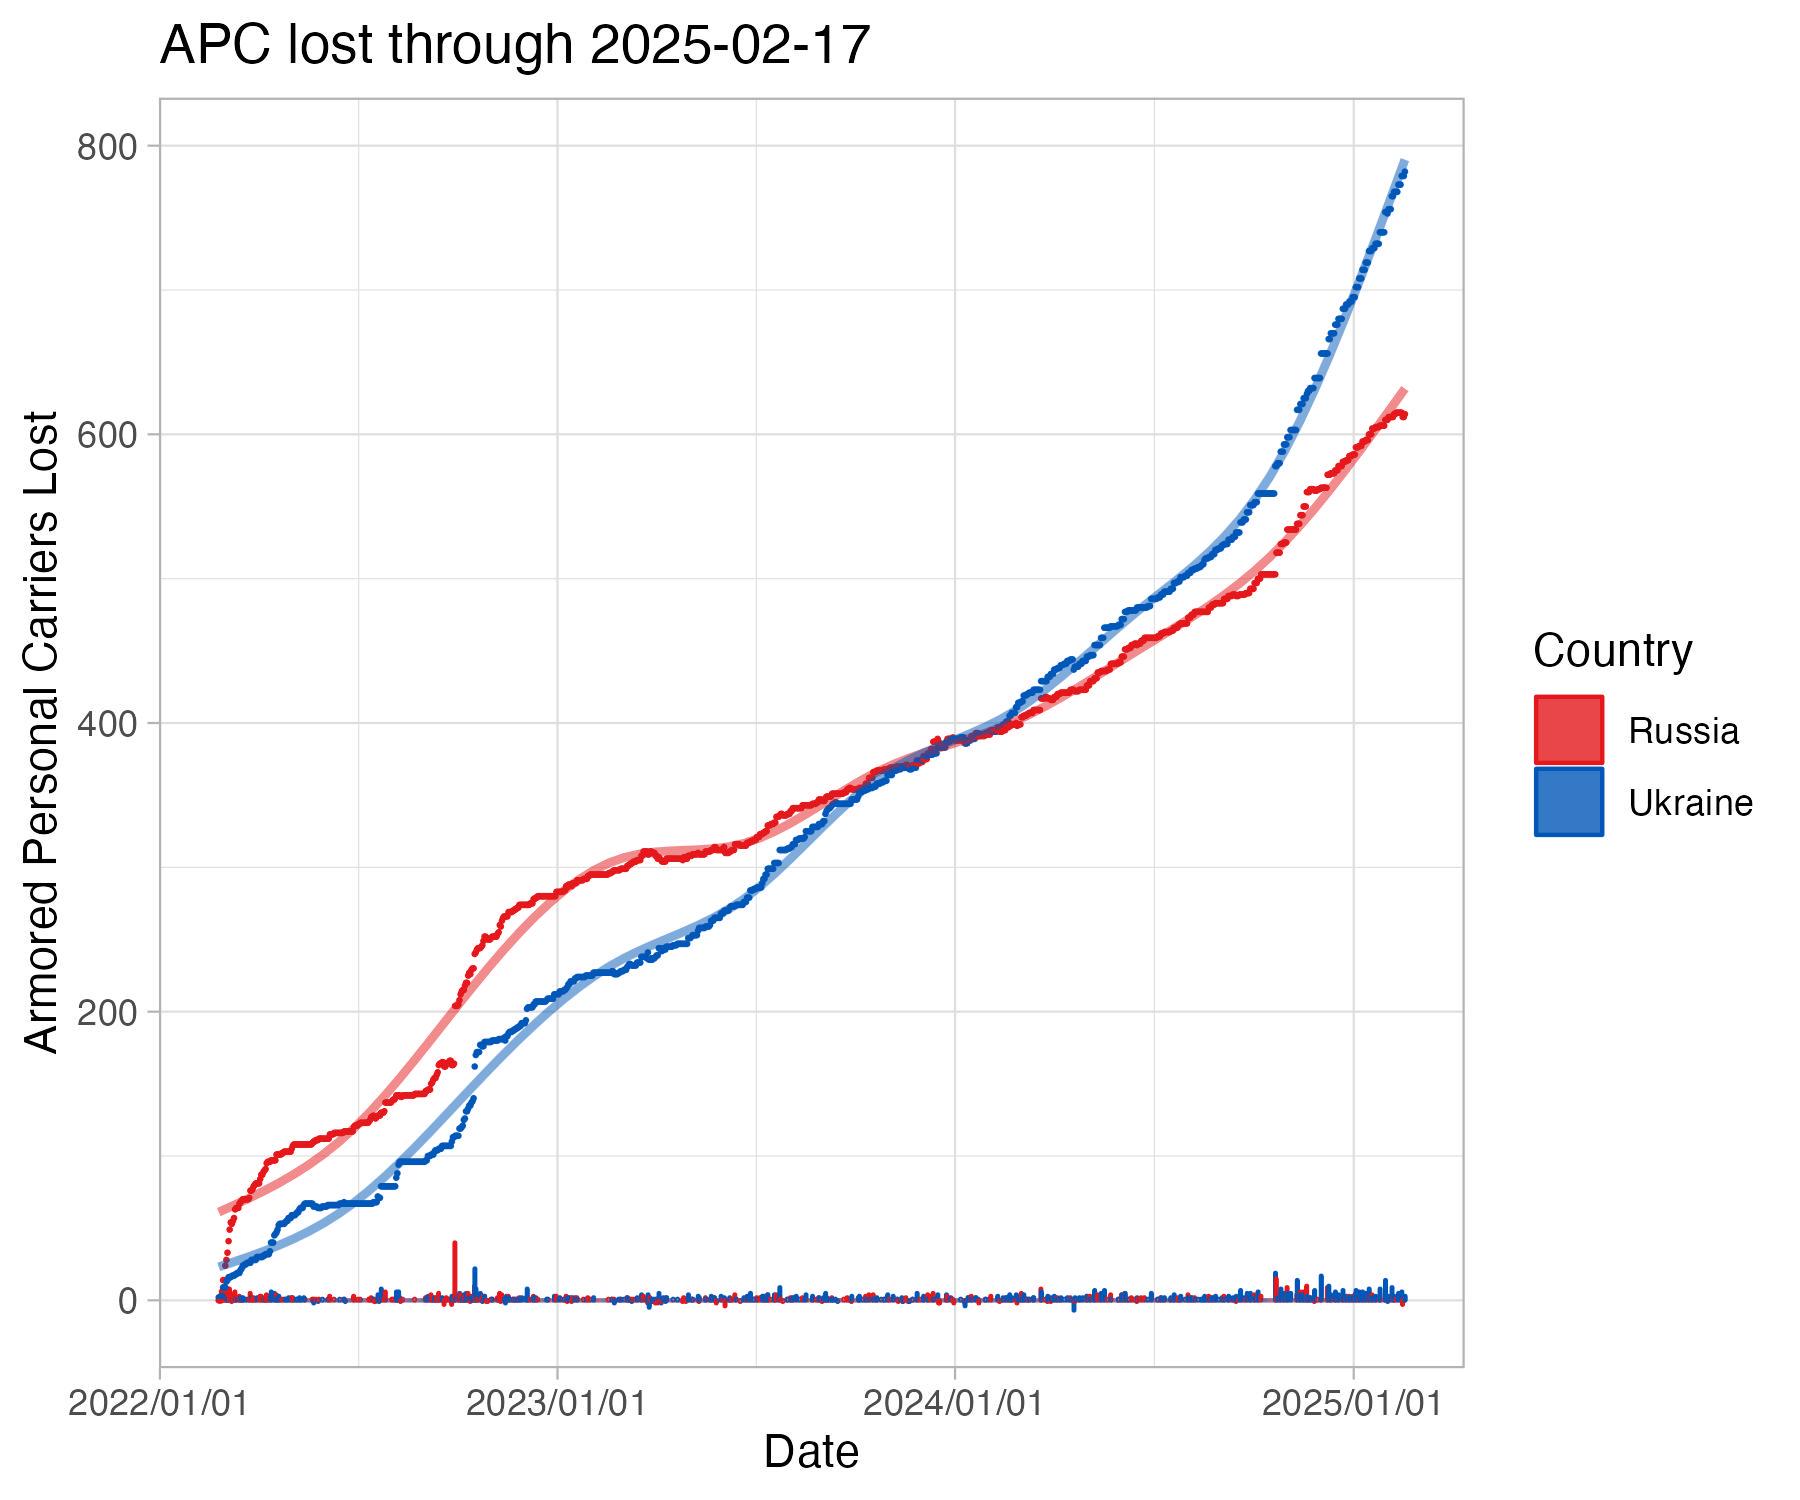 APC lost through 2025-02-17
Armored Personal Carriers Lost
800
600
400
200
0
2022/01/01
2023/01/01
2024/01/01
2025/01/01
Date
Country
Russia
Ukraine